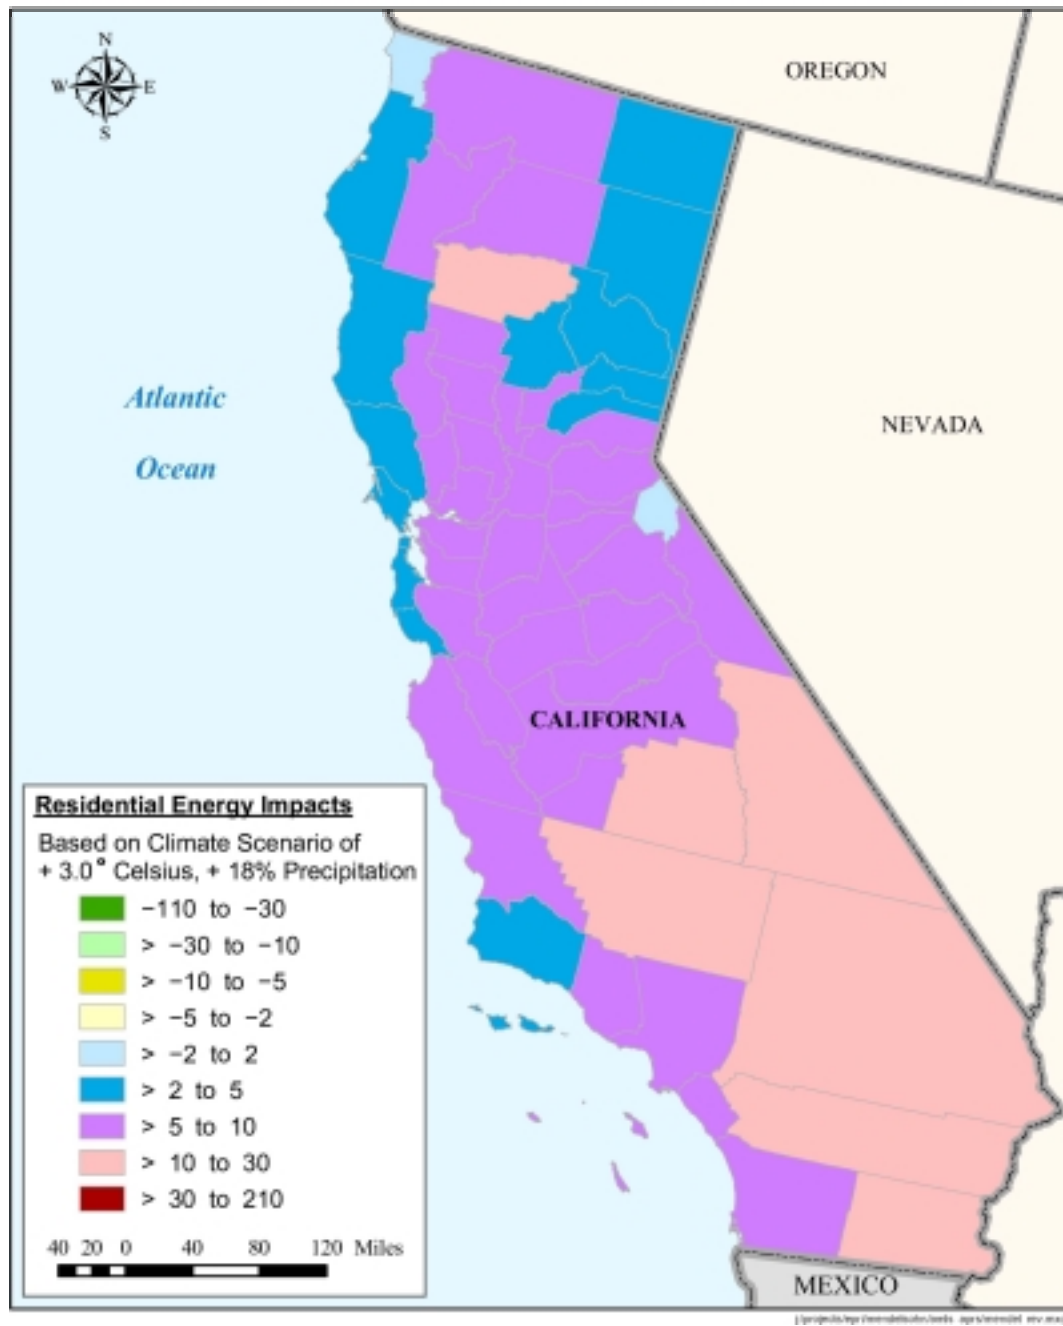 N
OREGON
W E
S
Atlantic
NEVADA
Ocean
CALIFORNIA
Residential Energy Impacts
Based on Climate Scenario of
+ 3.0° Celsius, + 18% Precipitation
−110 to −30
> −30 to −10
> −10 to −5
> −5 to −2
> −2 to 2
> 2 to 5
> 5 to 10
> 10 to 30
> 30 to 210
40 20 0 40 80 120 Miles
MEXICO